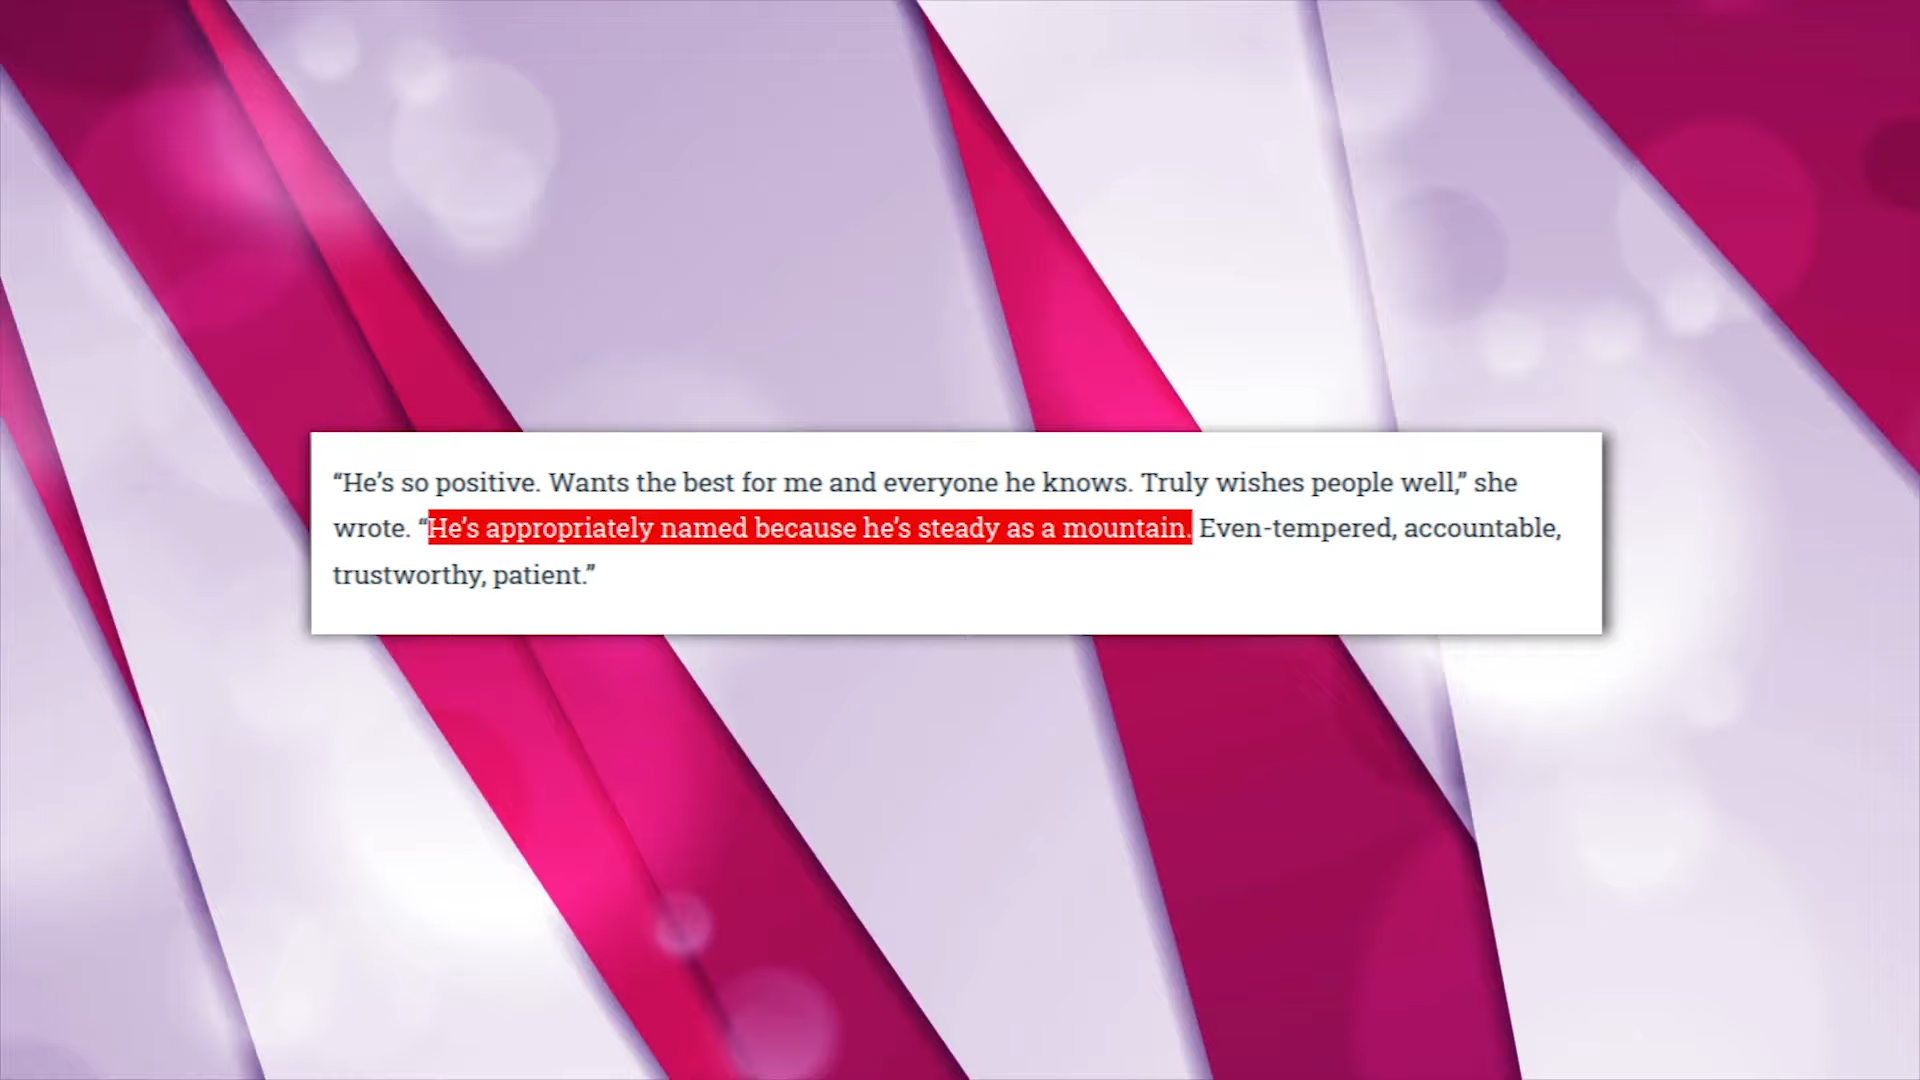 “He’s so positive. Wants the best for me and everyone he knows. Truly wishes people well,” she
wrote. “He’s appropriately named because he’s steady as a mountain. Even-tempered, accountable,
trustworthy, patient.”